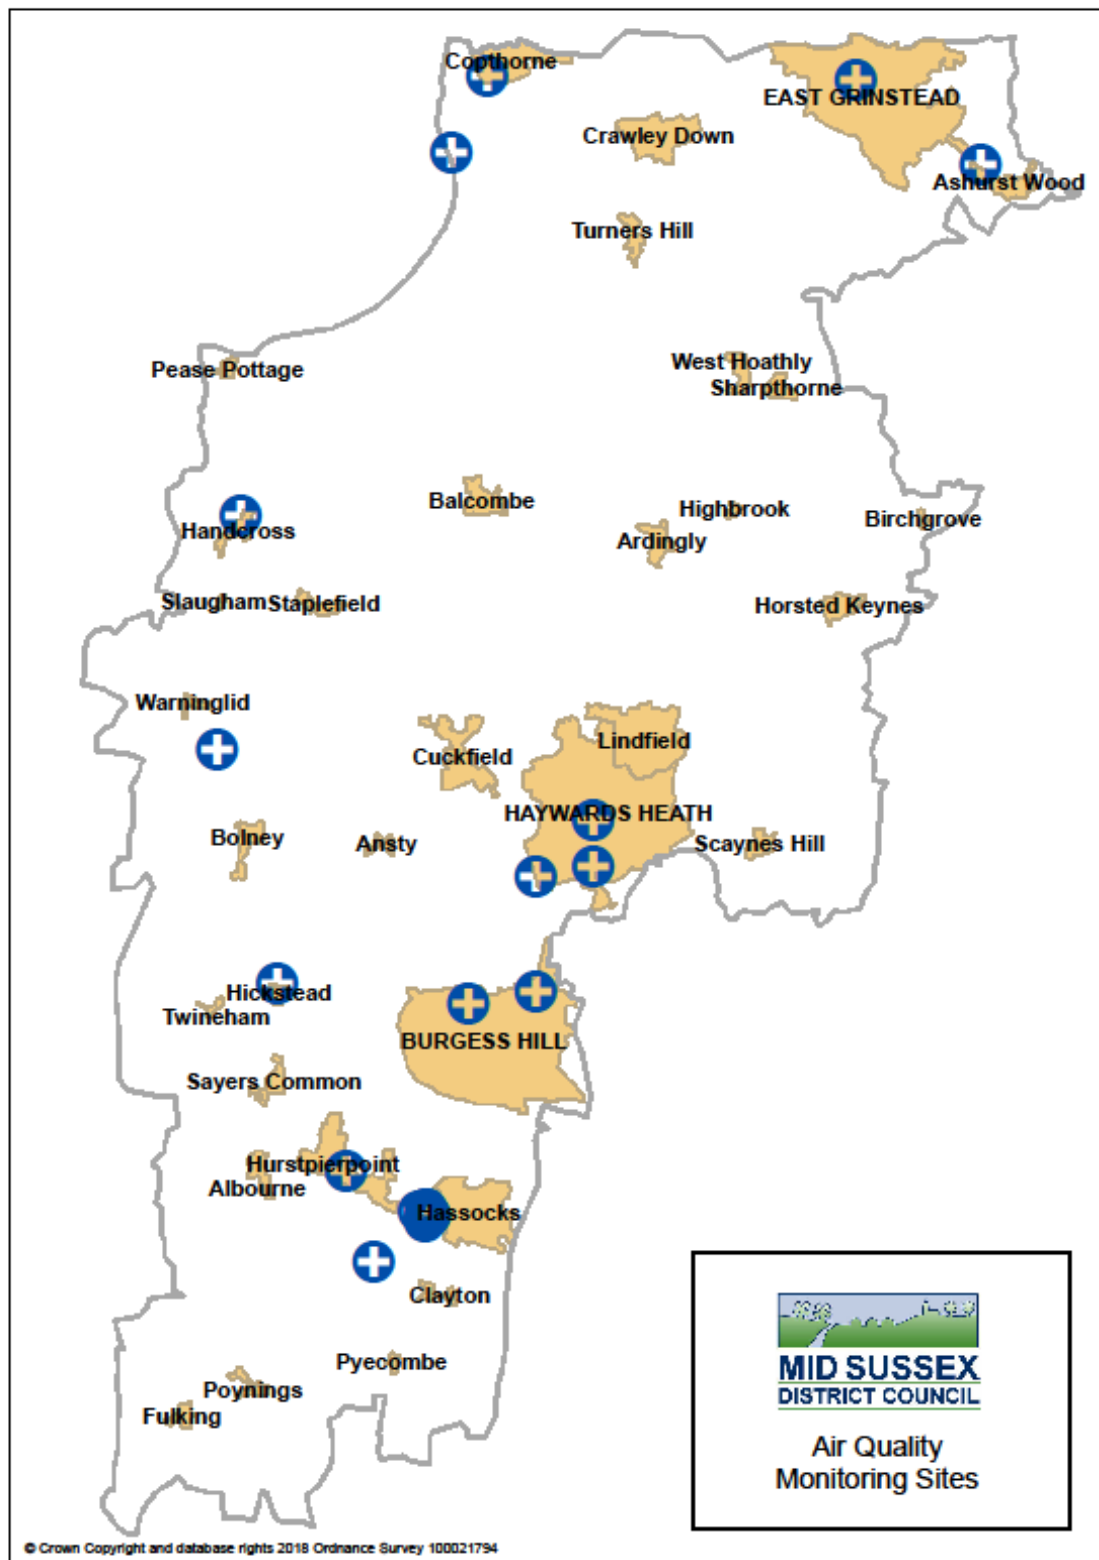 Copthorne
EAST GRINSTEAD
Crawley Down
Ashurst Wood
Turners Hill
Pease Pottage
West Hoathly
Sharpthorne
Balcombe
Highbrook
Birchgrove
Handcross
Ardingly
Slaugham
Staplefield
Horsted Keynes
Warninglid
Lindfield
Cuckfield
HAYWARDS HEATH
Bolney
Ansty
Scaynes Hill
Hickstead
Twineham
BURGESS HILL
Sayers Common
Hurstpierpoint
Albourne
Hassocks
Clayton
Pyecombe
Poynings
Fulking
MID SUSSEX
DISTRICT COUNCIL
Air Quality
Monitoring Sites
© Crown Copyright and database rights 2018 Ordnance Survey 100021794